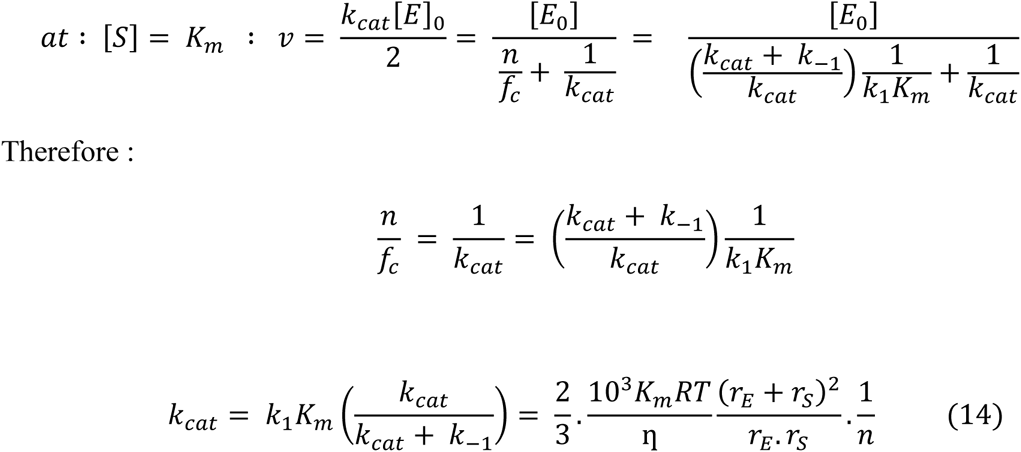 at : [S] = K_m : v = \frac{k_{cat}[E]_0}{2} = \frac{[E_0]}{\frac{n}{f_c} + \frac{1}{k_{cat}}} = \frac{[E_0]}{\left(\frac{k_{cat} + k_{-1}}{k_{cat}}\right)\frac{1}{k_1 K_m} + \frac{1}{k_{cat}}}
Therefore :
\frac{n}{f_c} = \frac{1}{k_{cat}} = \left(\frac{k_{cat} + k_{-1}}{k_{cat}}\right)\frac{1}{k_1 K_m}
k_{cat} = k_1 K_m \left(\frac{k_{cat}}{k_{cat} + k_{-1}}\right) = \frac{2}{3} . \frac{10^3 K_m RT}{η} \frac{(r_E + r_S)^2}{r_E . r_S} . \frac{1}{n} (14)